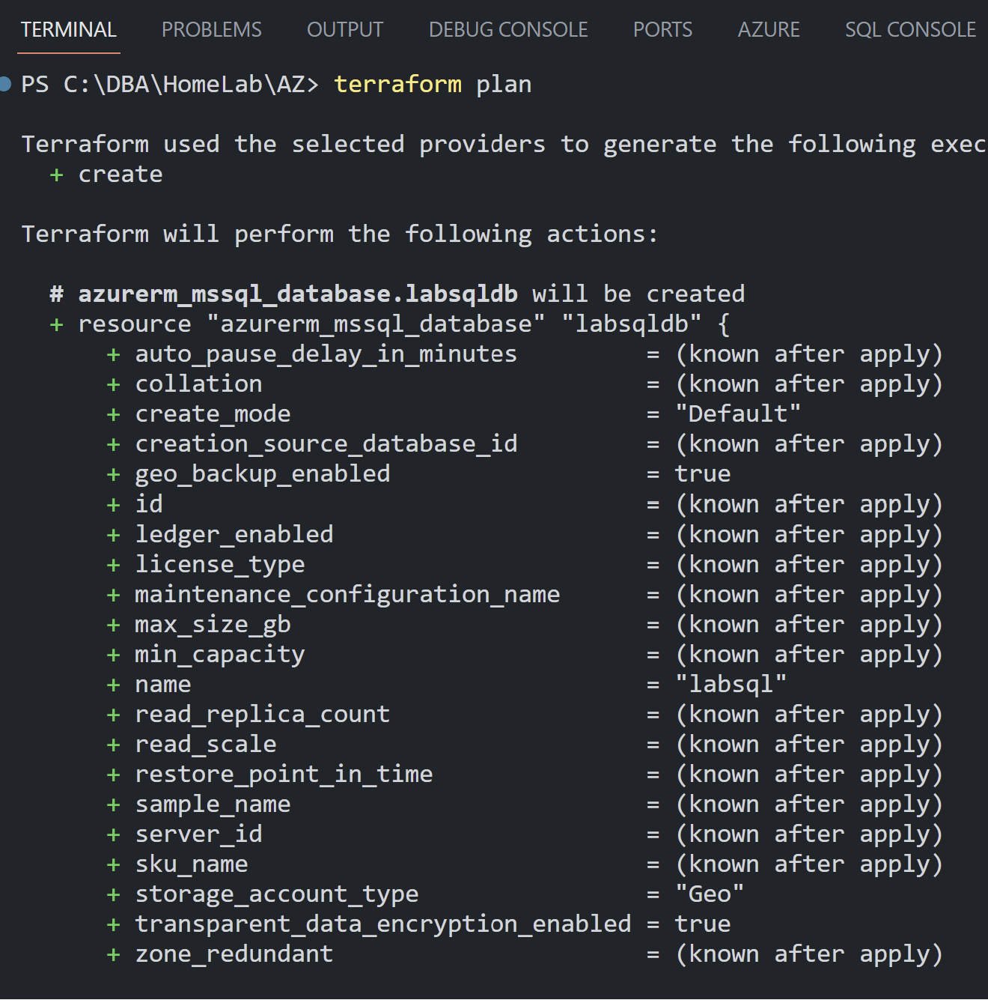 TERMINAL PROBLEMS OUTPUT DEBUG CONSOLE PORTS AZURE SQL CONSOLE
PS C:\DBA\HomeLab\AZ> terraform plan
Terraform used the selected providers to generate the following exec
+ create
Terraform will perform the following actions:
# azurerm_mssql_database.labsqldb will be created
+ resource "azurerm_mssql_database" "labsqldb" {
+ auto_pause_delay_in_minutes = (known after apply)
+ collation = (known after apply)
+ create_mode = "Default"
+ creation_source_database_id = (known after apply)
+ geo_backup_enabled = true
+ id = (known after apply)
+ ledger_enabled = (known after apply)
+ license_type = (known after apply)
+ maintenance_configuration_name = (known after apply)
+ max_size_gb = (known after apply)
+ min_capacity = (known after apply)
+ name = "labsql"
+ read_replica_count = (known after apply)
+ read_scale = (known after apply)
+ restore_point_in_time = (known after apply)
+ sample_name = (known after apply)
+ server_id = (known after apply)
+ sku_name = (known after apply)
+ storage_account_type = "Geo"
+ transparent_data_encryption_enabled = true
+ zone_redundant = (known after apply)